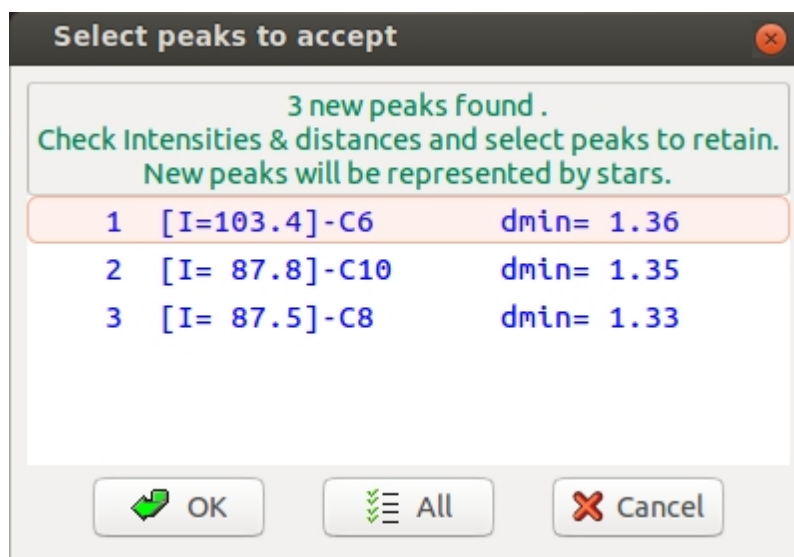 Select peaks to accept
3 new peaks found .
Check Intensities & distances and select peaks to retain.
New peaks will be represented by stars.
1 [I=103.4]-C6 dmin= 1.36
2 [I= 87.8]-C10 dmin= 1.35
3 [I= 87.5]-C8 dmin= 1.33
OK All Cancel